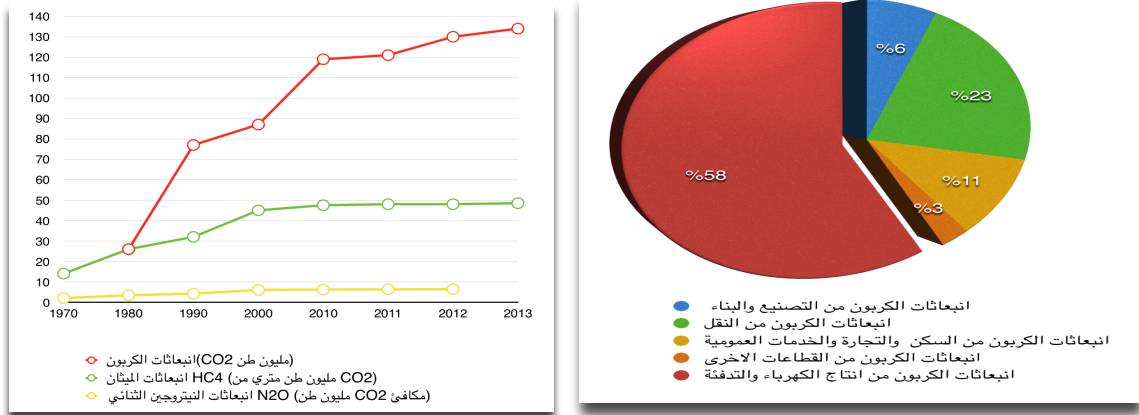 140
130
120
110
100
90
80
70
60
50
40
30
20
10
0
1970 1980 1990 2000 2010 2011 2012 2013
انبعاثات الكربون(CO2 مليون طن)
انبعاثات الميثان HC4 (مليون طن متري من CO2)
انبعاثات النيتروجين الثنائي N2O (مكافئ CO2 مليون طن)
%6
%23
%11
%3
%58
انبعاثات الكربون من التصنيع والبناء
انبعاثات الكربون من النقل
انبعاثات الكربون من السكن والتجارة والخدمات العمومية
انبعاثات الكربون من القطاعات الاخرى
انبعاثات الكربون من انتاج الكهرباء والتدفئة